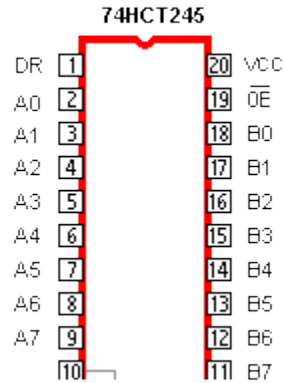 74HCT245
DR 1 20 VCC
A0 2 19 OE
A1 3 18 B0
A2 4 17 B1
A3 5 16 B2
A4 6 15 B3
A5 7 14 B4
A6 8 13 B5
A7 9 12 B6
10 11 B7